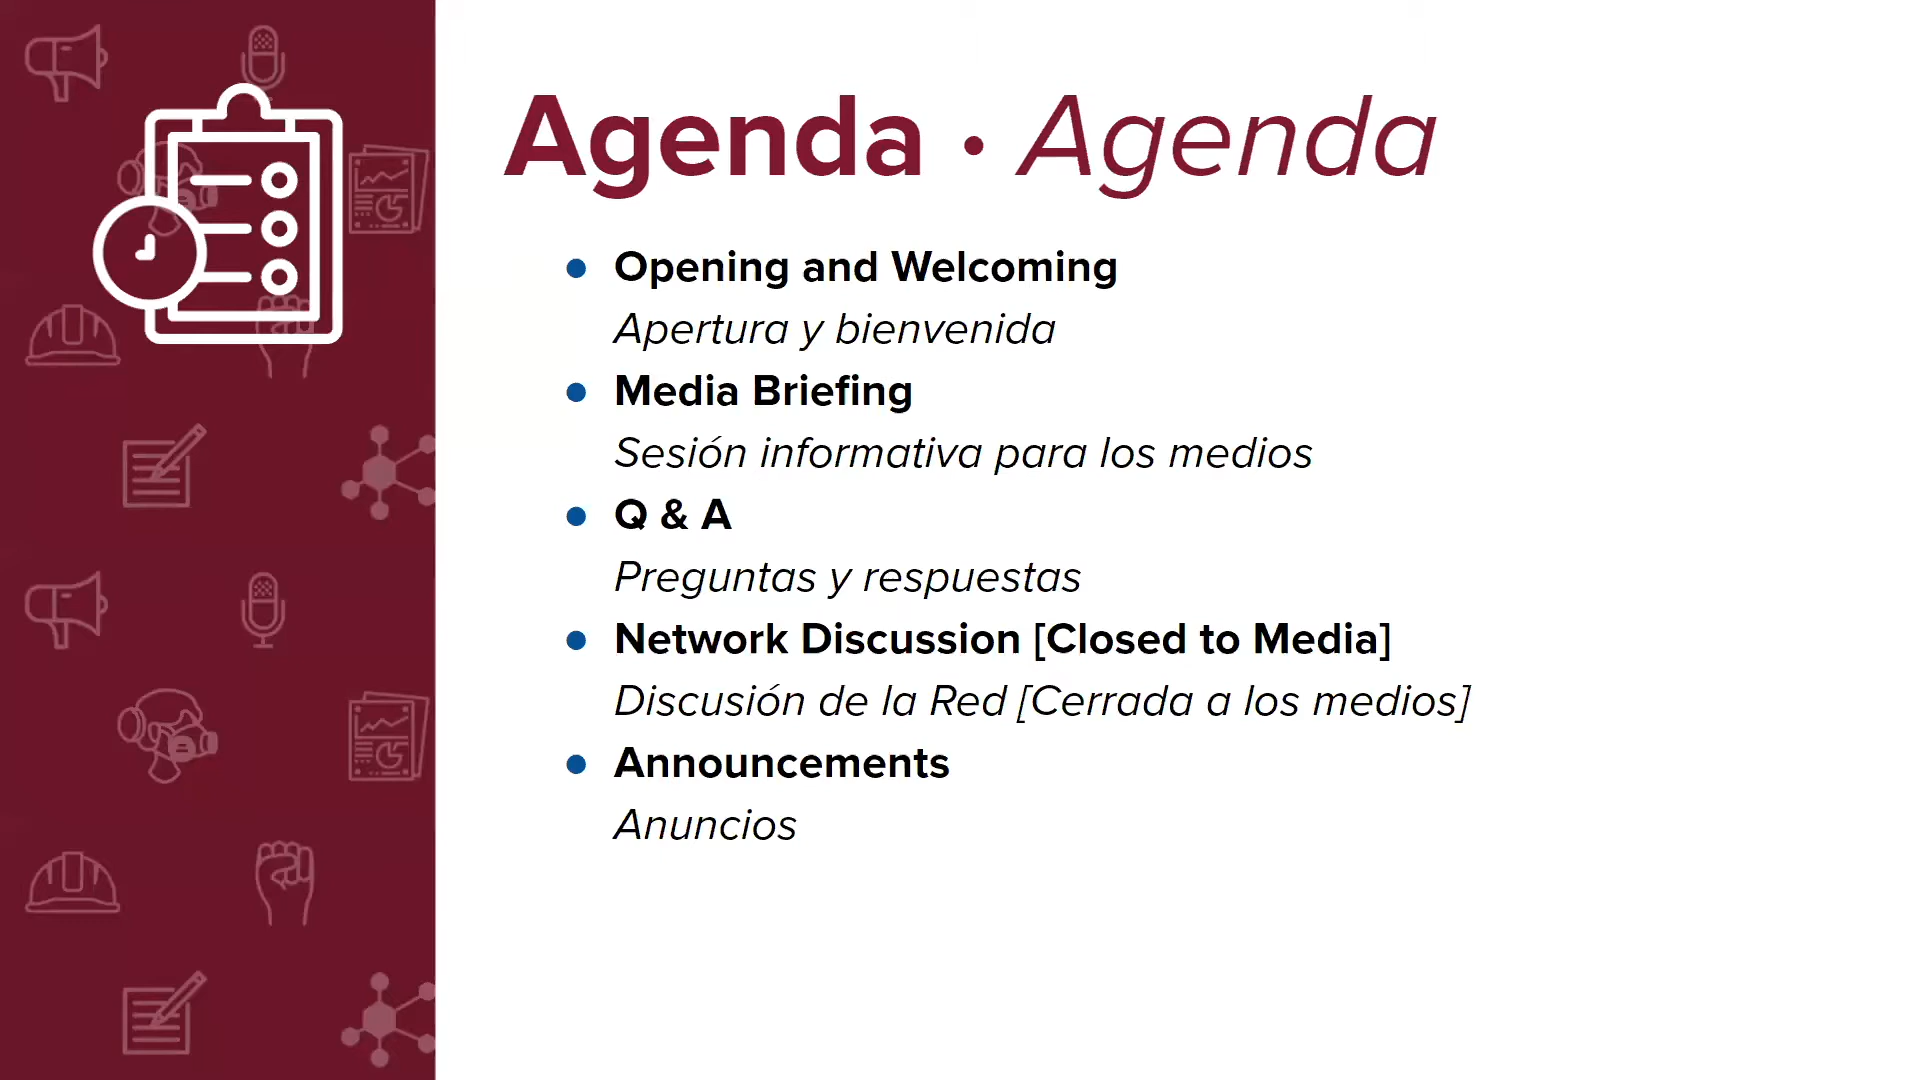 Agenda · Agenda
● Opening and Welcoming
Apertura y bienvenida
● Media Briefing
Sesión informativa para los medios
● Q & A
Preguntas y respuestas
● Network Discussion [Closed to Media]
Discusión de la Red [Cerrada a los medios]
● Announcements
Anuncios